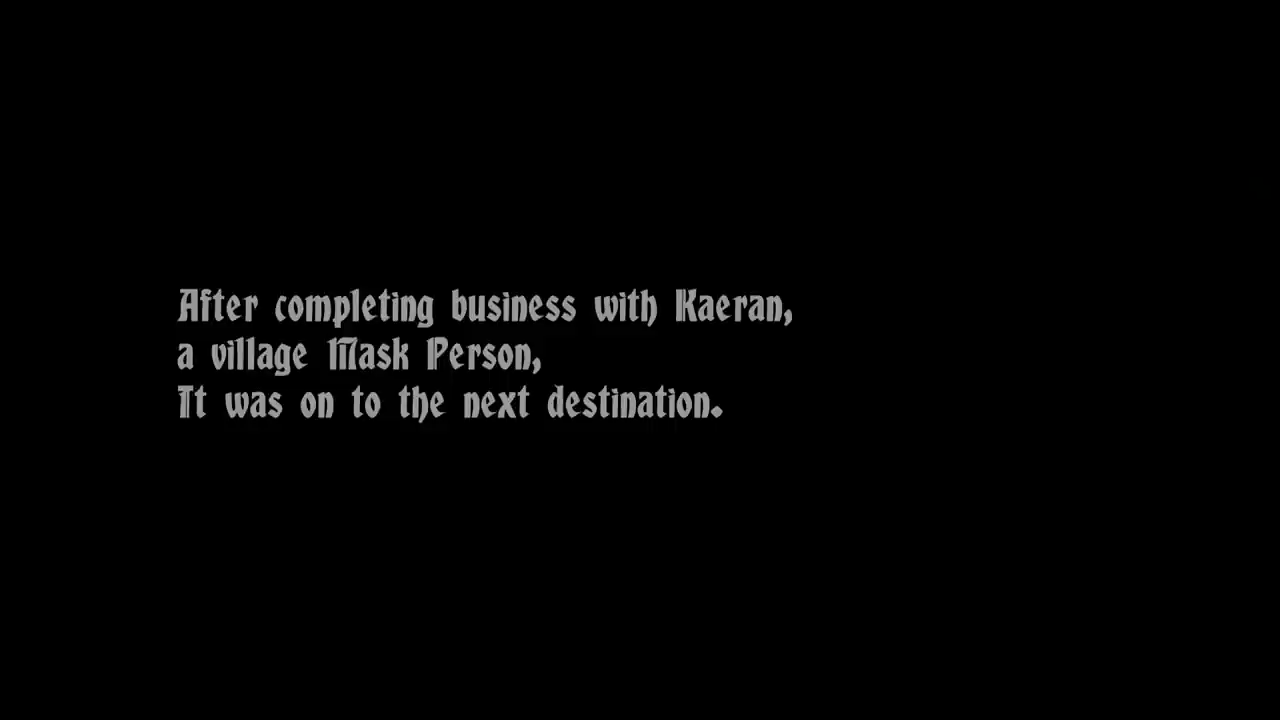 After completing business with Kaeran,
a village Mask Person,
It was on to the next destination.